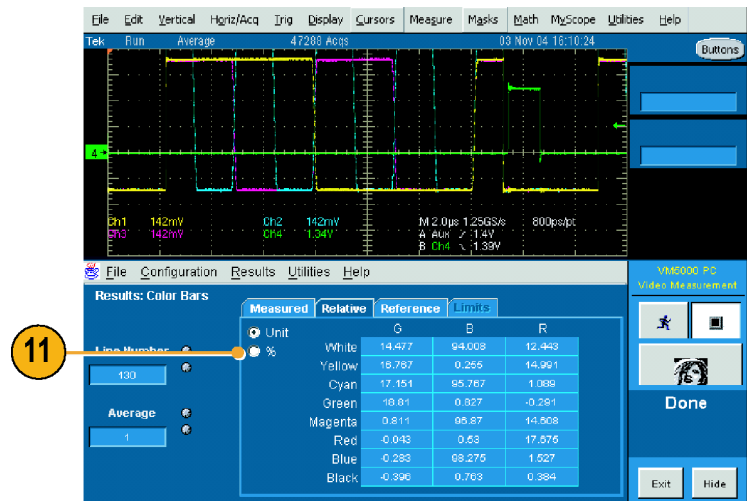 File Edit Vertical Horiz/Acq Trig Display Cursors Measure Masks Math MyScope Utilities Help
Tek Run Average 47288 Acqs 03 Nov 04 16:10:24
Buttons
4
Ch1 142mV Ch2 142mV M 2.0µs 1.25GS/s 800ps/pt
Ch3 142mV Ch4 1.34V A Aux 1.4V
B Ch4 1.39V
File Configuration Results Utilities Help
VM6000 PC
Video Measurement
Results: Color Bars
Measured Relative Reference Limits
Unit G B R
11
% White 14.477 94.008 12.443
Line Number
Yellow 16.767 0.255 14.991
130
Cyan 17.151 95.767 1.089
Green 18.81 0.827 -0.291
Done
Average
Magenta 0.811 96.87 14.608
1
Red -0.043 0.53 17.675
Blue -0.283 98.275 1.527
Black -0.396 0.763 0.384
Exit Hide